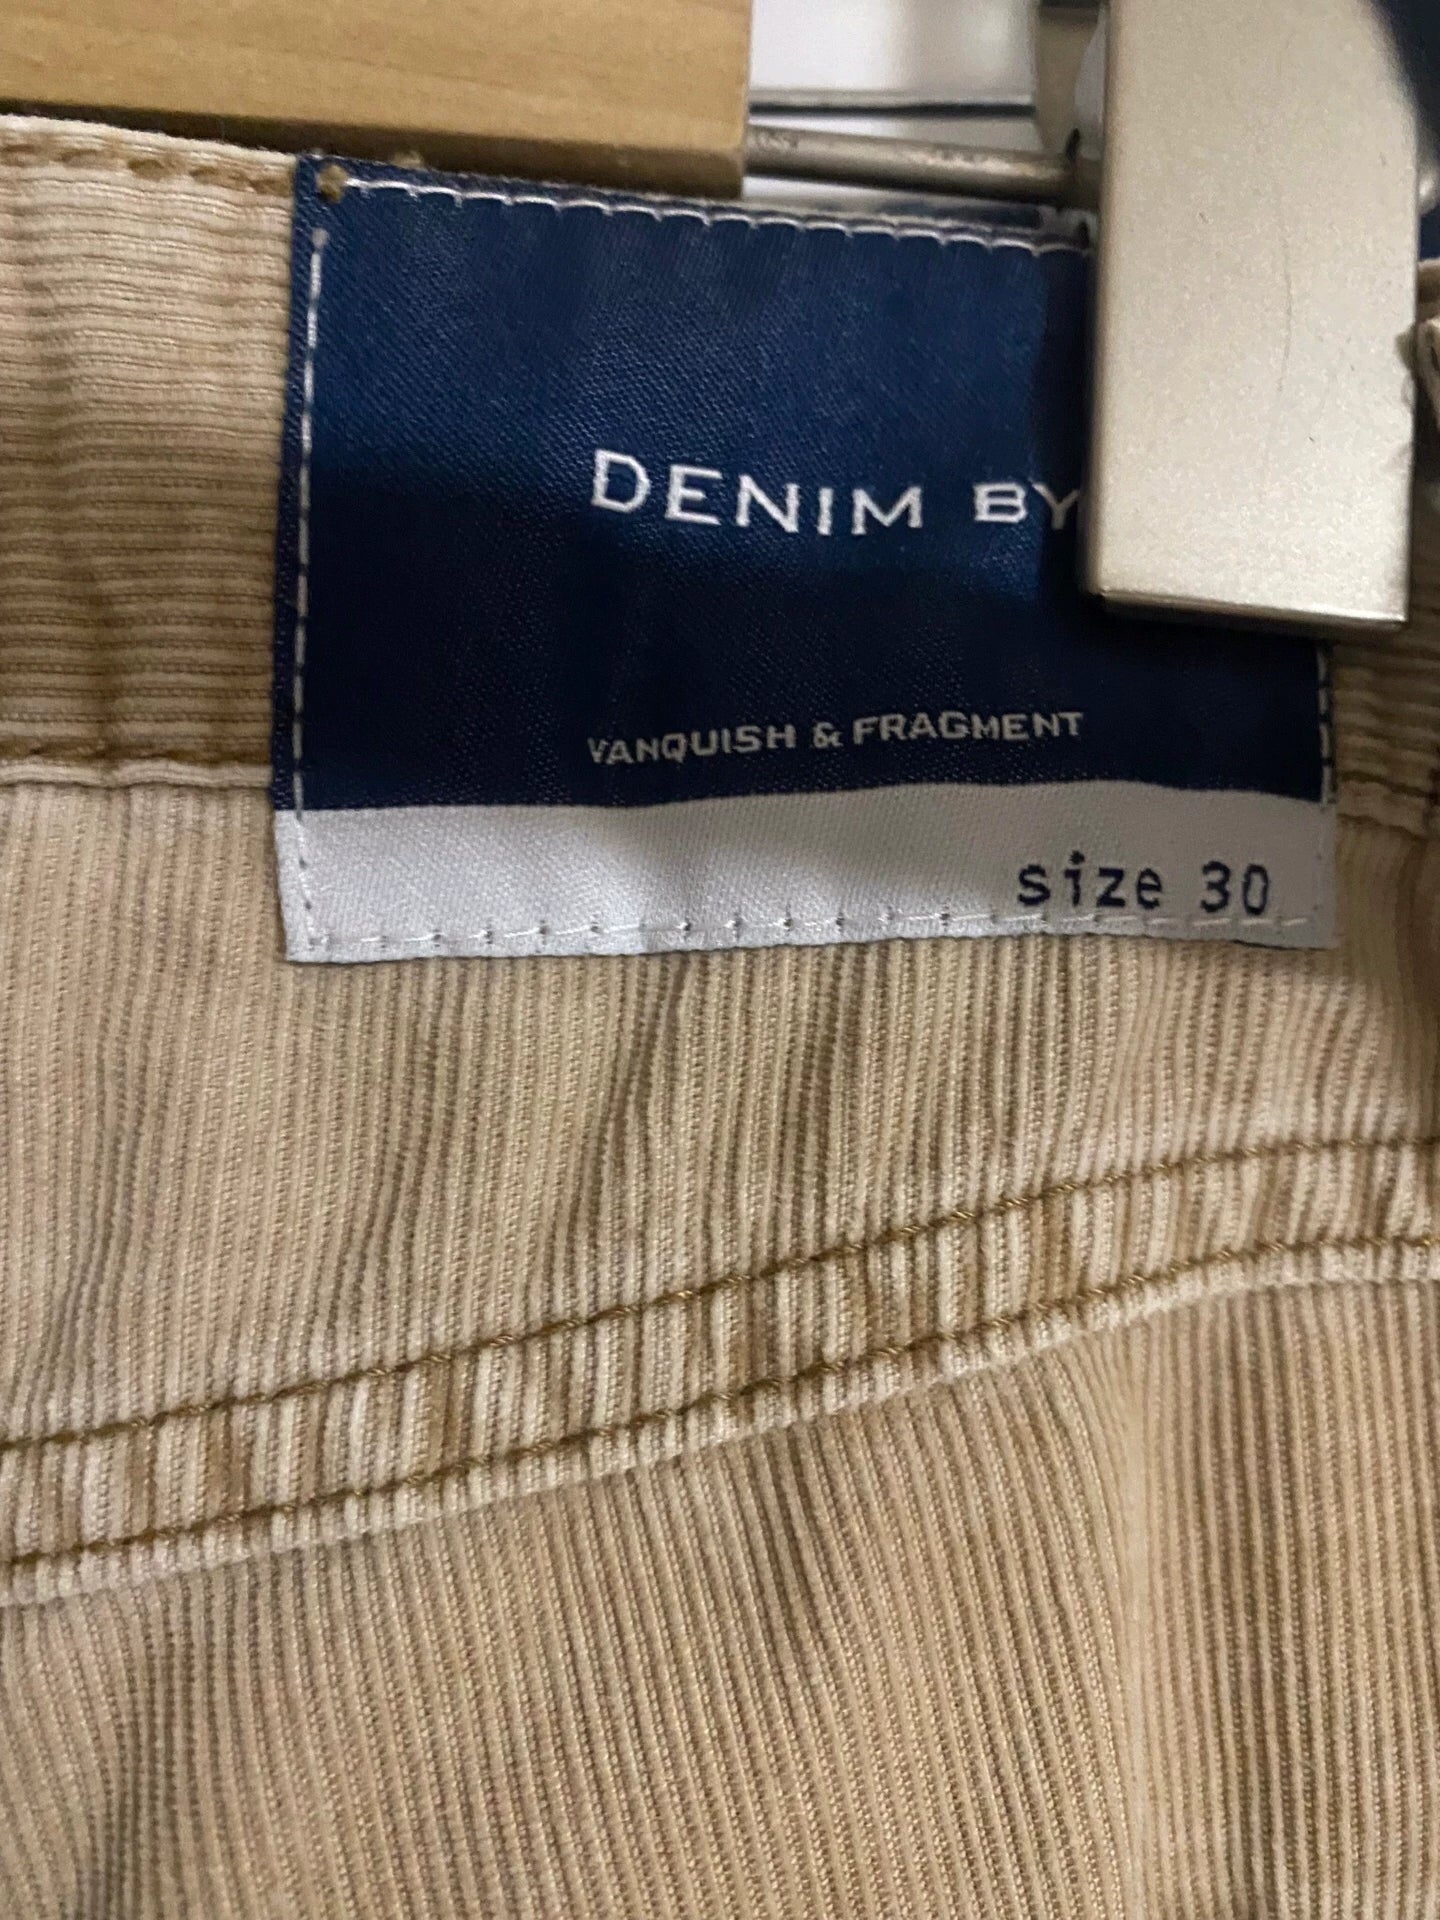 DENIM BY
VANQUISH & FRAGMENT
size 30